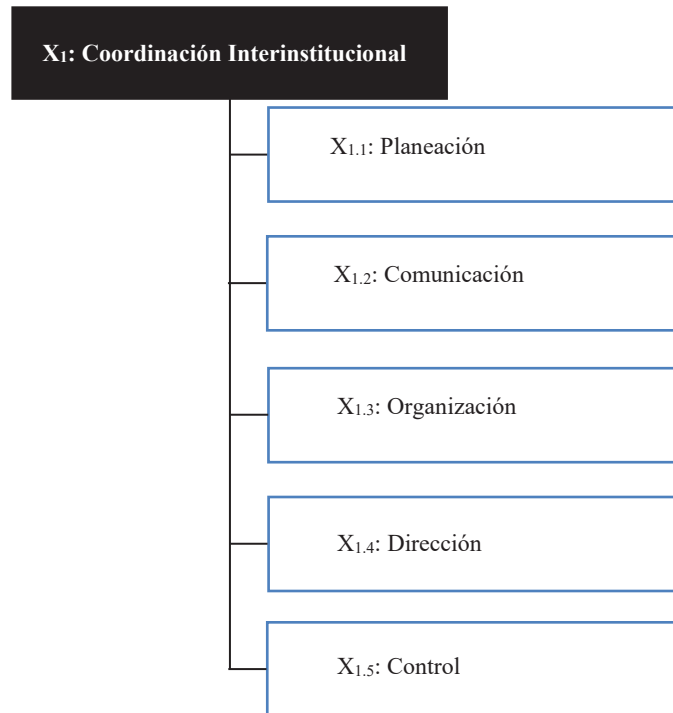 X1: Coordinación Interinstitucional
X1.1: Planeación
X1.2: Comunicación
X1.3: Organización
X1.4: Dirección
X1.5: Control